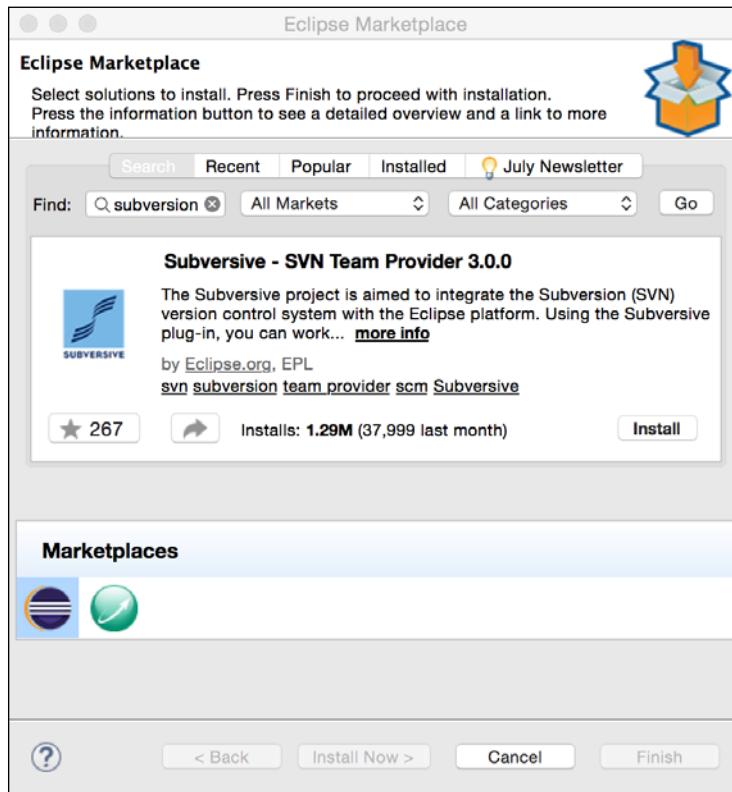 Eclipse Marketplace
Eclipse Marketplace
Select solutions to install. Press Finish to proceed with installation.
Press the information button to see a detailed overview and a link to more
information.
Search Recent Popular Installed July Newsletter
Find: subversion All Markets All Categories Go
Subversive - SVN Team Provider 3.0.0
The Subversive project is aimed to integrate the Subversion (SVN)
version control system with the Eclipse platform. Using the Subversive
plug-in, you can work... more info
SUBVERSIVE
by Eclipse.org, EPL
svn subversion team provider scm Subversive
267 Installs: 1.29M (37,999 last month) Install
Marketplaces
? < Back Install Now > Cancel Finish